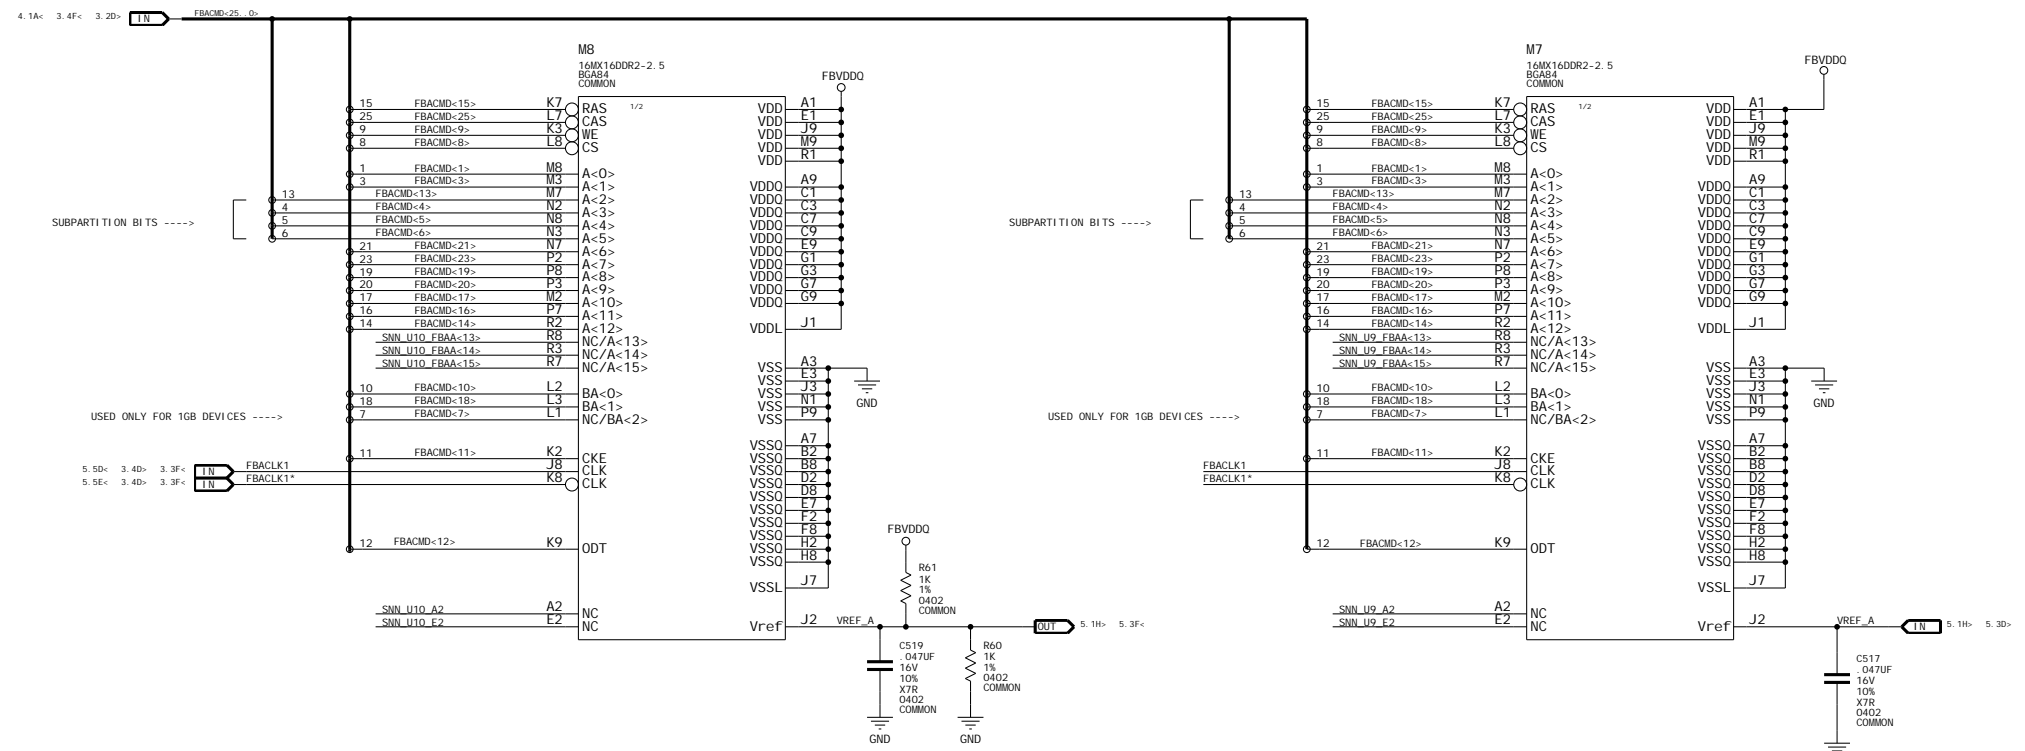 4.1A< 3.4F< 3.2D> IN FBACMD<25..0>
M8
16MX16DDR2-2.5
BGA84
COMMON
1/2
FBVDDQ
15 FBACMD<15> K7 RAS VDD A1
25 FBACMD<25> L7 CAS VDD E1
9 FBACMD<9> K3 WE VDD J9
8 FBACMD<8> L8 CS VDD M9
VDD R1
1 FBACMD<1> M8 A<0>
3 FBACMD<3> M3 A<1> VDDQ A9
13 FBACMD<13> M7 A<2> VDDQ C1
4 FBACMD<4> N2 A<3> VDDQ C3
SUBPARTITION BITS ---->
5 FBACMD<5> N8 A<4> VDDQ C7
6 FBACMD<6> N3 A<5> VDDQ C9
21 FBACMD<21> N7 A<6> VDDQ E9
23 FBACMD<23> P2 A<7> VDDQ G1
19 FBACMD<19> P8 A<8> VDDQ G3
20 FBACMD<20> P3 A<9> VDDQ G7
17 FBACMD<17> M2 A<10> VDDQ G9
16 FBACMD<16> P7 A<11>
14 FBACMD<14> R2 A<12> VDDL J1
SNN_U10_FBAA<13> R8 NC/A<13>
SNN_U10_FBAA<14> R3 NC/A<14>
SNN_U10_FBAA<15> R7 NC/A<15> VSS A3
VSS E3
10 FBACMD<10> L2 BA<0> VSS J3
GND
18 FBACMD<18> L3 BA<1> VSS N1
USED ONLY FOR 1GB DEVICES ---->
7 FBACMD<7> L1 NC/BA<2> VSS P9
VSSQ A7
11 FBACMD<11> K2 CKE VSSQ B2
5.5D< 3.4D> 3.3F< IN FBACLK1 J8 CLK VSSQ B8
5.5E< 3.4D> 3.3F< IN FBACLK1* K8 CLK VSSQ D2
VSSQ D8
VSSQ E7
VSSQ F2
VSSQ F8
12 FBACMD<12> K9 ODT VSSQ H2
VSSQ H8
VSSL J7
SNN_U10_A2 A2 NC
SNN_U10_E2 E2 NC Vref J2 VREF_A OUT 5.1H> 5.3F<
FBVDDQ
R61
1K
1%
0402
COMMON
C519
.047UF
16V
10%
X7R
0402
COMMON
GND
R60
1K
1%
0402
COMMON
GND
M7
16MX16DDR2-2.5
BGA84
COMMON
1/2
FBVDDQ
15 FBACMD<15> K7 RAS VDD A1
25 FBACMD<25> L7 CAS VDD E1
9 FBACMD<9> K3 WE VDD J9
8 FBACMD<8> L8 CS VDD M9
VDD R1
1 FBACMD<1> M8 A<0>
3 FBACMD<3> M3 A<1> VDDQ A9
13 FBACMD<13> M7 A<2> VDDQ C1
4 FBACMD<4> N2 A<3> VDDQ C3
SUBPARTITION BITS ---->
5 FBACMD<5> N8 A<4> VDDQ C7
6 FBACMD<6> N3 A<5> VDDQ C9
21 FBACMD<21> N7 A<6> VDDQ E9
23 FBACMD<23> P2 A<7> VDDQ G1
19 FBACMD<19> P8 A<8> VDDQ G3
20 FBACMD<20> P3 A<9> VDDQ G7
17 FBACMD<17> M2 A<10> VDDQ G9
16 FBACMD<16> P7 A<11>
14 FBACMD<14> R2 A<12> VDDL J1
SNN_U9_FBAA<13> R8 NC/A<13>
SNN_U9_FBAA<14> R3 NC/A<14>
SNN_U9_FBAA<15> R7 NC/A<15> VSS A3
VSS E3
10 FBACMD<10> L2 BA<0> VSS J3
GND
18 FBACMD<18> L3 BA<1> VSS N1
USED ONLY FOR 1GB DEVICES ---->
7 FBACMD<7> L1 NC/BA<2> VSS P9
VSSQ A7
11 FBACMD<11> K2 CKE VSSQ B2
FBACLK1 J8 CLK VSSQ B8
FBACLK1* K8 CLK VSSQ D2
VSSQ D8
VSSQ E7
VSSQ F2
VSSQ F8
12 FBACMD<12> K9 ODT VSSQ H2
VSSQ H8
VSSL J7
SNN_U9_A2 A2 NC
SNN_U9_E2 E2 NC Vref J2 VREF_A IN 5.1H> 5.3D>
C517
.047UF
16V
10%
X7R
0402
COMMON